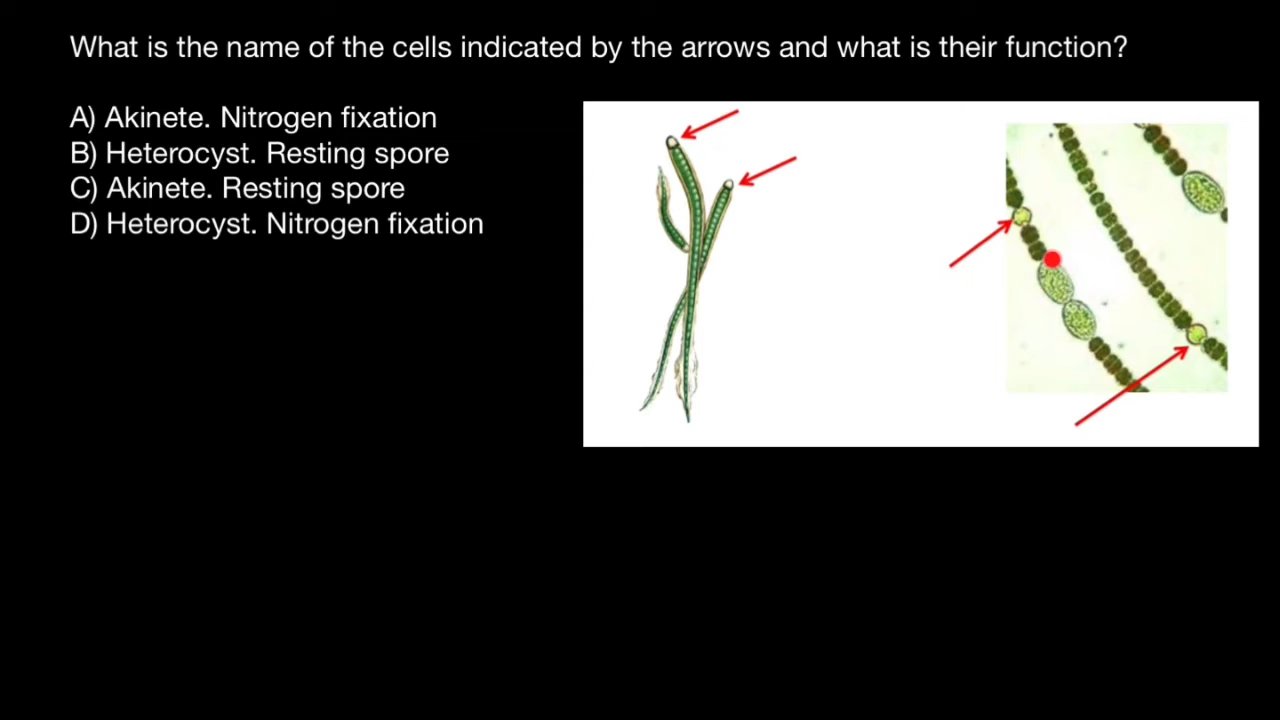 What is the name of the cells indicated by the arrows and what is their function?
A) Akinete. Nitrogen fixation
B) Heterocyst. Resting spore
C) Akinete. Resting spore
D) Heterocyst. Nitrogen fixation